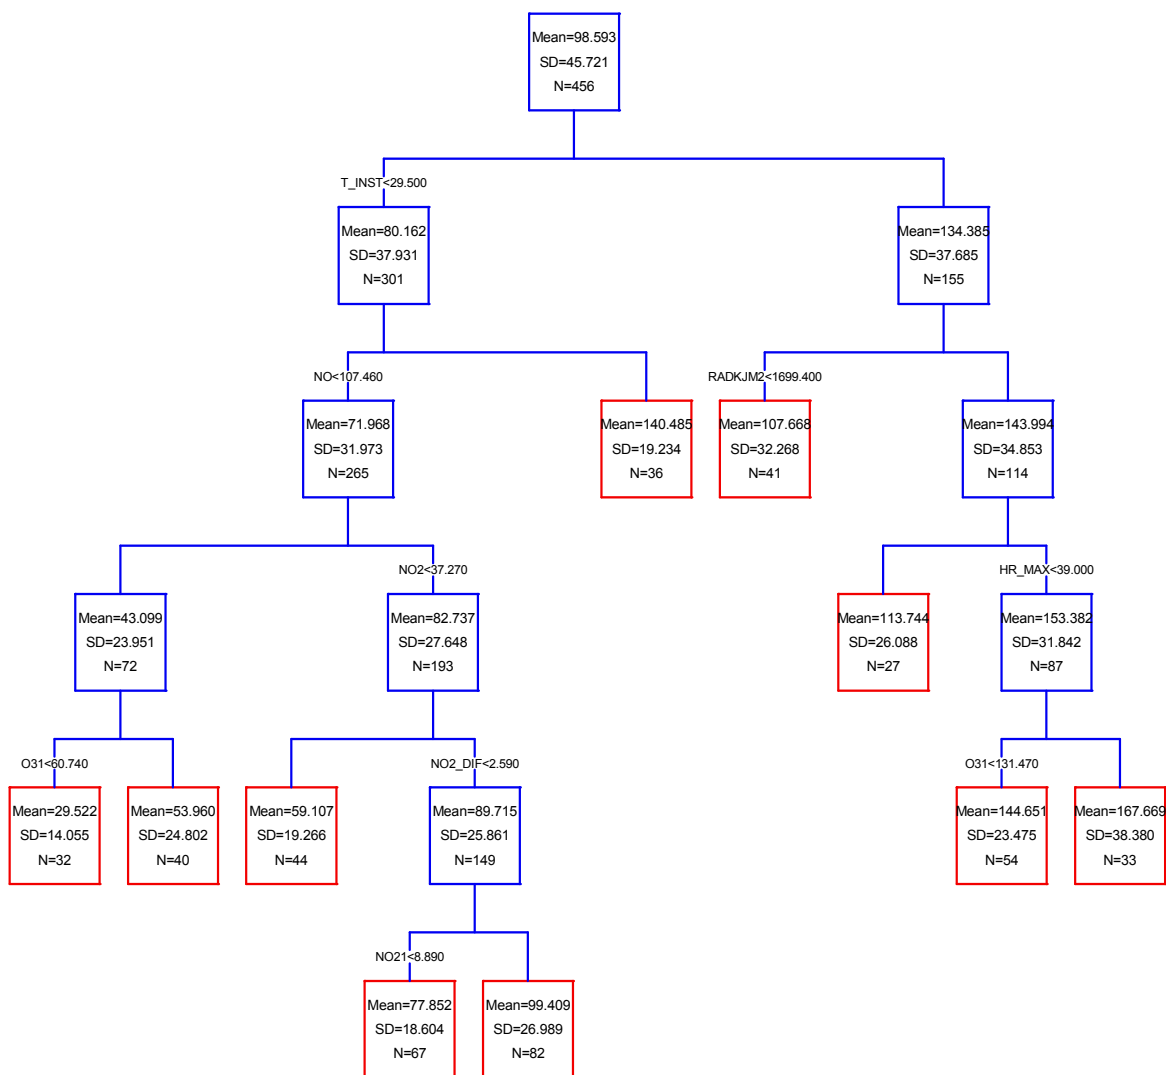 Mean=98.593
SD=45.721
N=456
T_INST<29.500
Mean=80.162
SD=37.931
N=301
Mean=134.385
SD=37.685
N=155
NO<107.460
RADKJM2<1699.400
Mean=71.968
SD=31.973
N=265
Mean=140.485
SD=19.234
N=36
Mean=107.668
SD=32.268
N=41
Mean=143.994
SD=34.853
N=114
NO2<37.270
HR_MAX<39.000
Mean=43.099
SD=23.951
N=72
Mean=82.737
SD=27.648
N=193
Mean=113.744
SD=26.088
N=27
Mean=153.382
SD=31.842
N=87
O31<60.740
NO2_DIF<2.590
O31<131.470
Mean=29.522
SD=14.055
N=32
Mean=53.960
SD=24.802
N=40
Mean=59.107
SD=19.266
N=44
Mean=89.715
SD=25.861
N=149
Mean=144.651
SD=23.475
N=54
Mean=167.669
SD=38.380
N=33
NO21<8.890
Mean=77.852
SD=18.604
N=67
Mean=99.409
SD=26.989
N=82